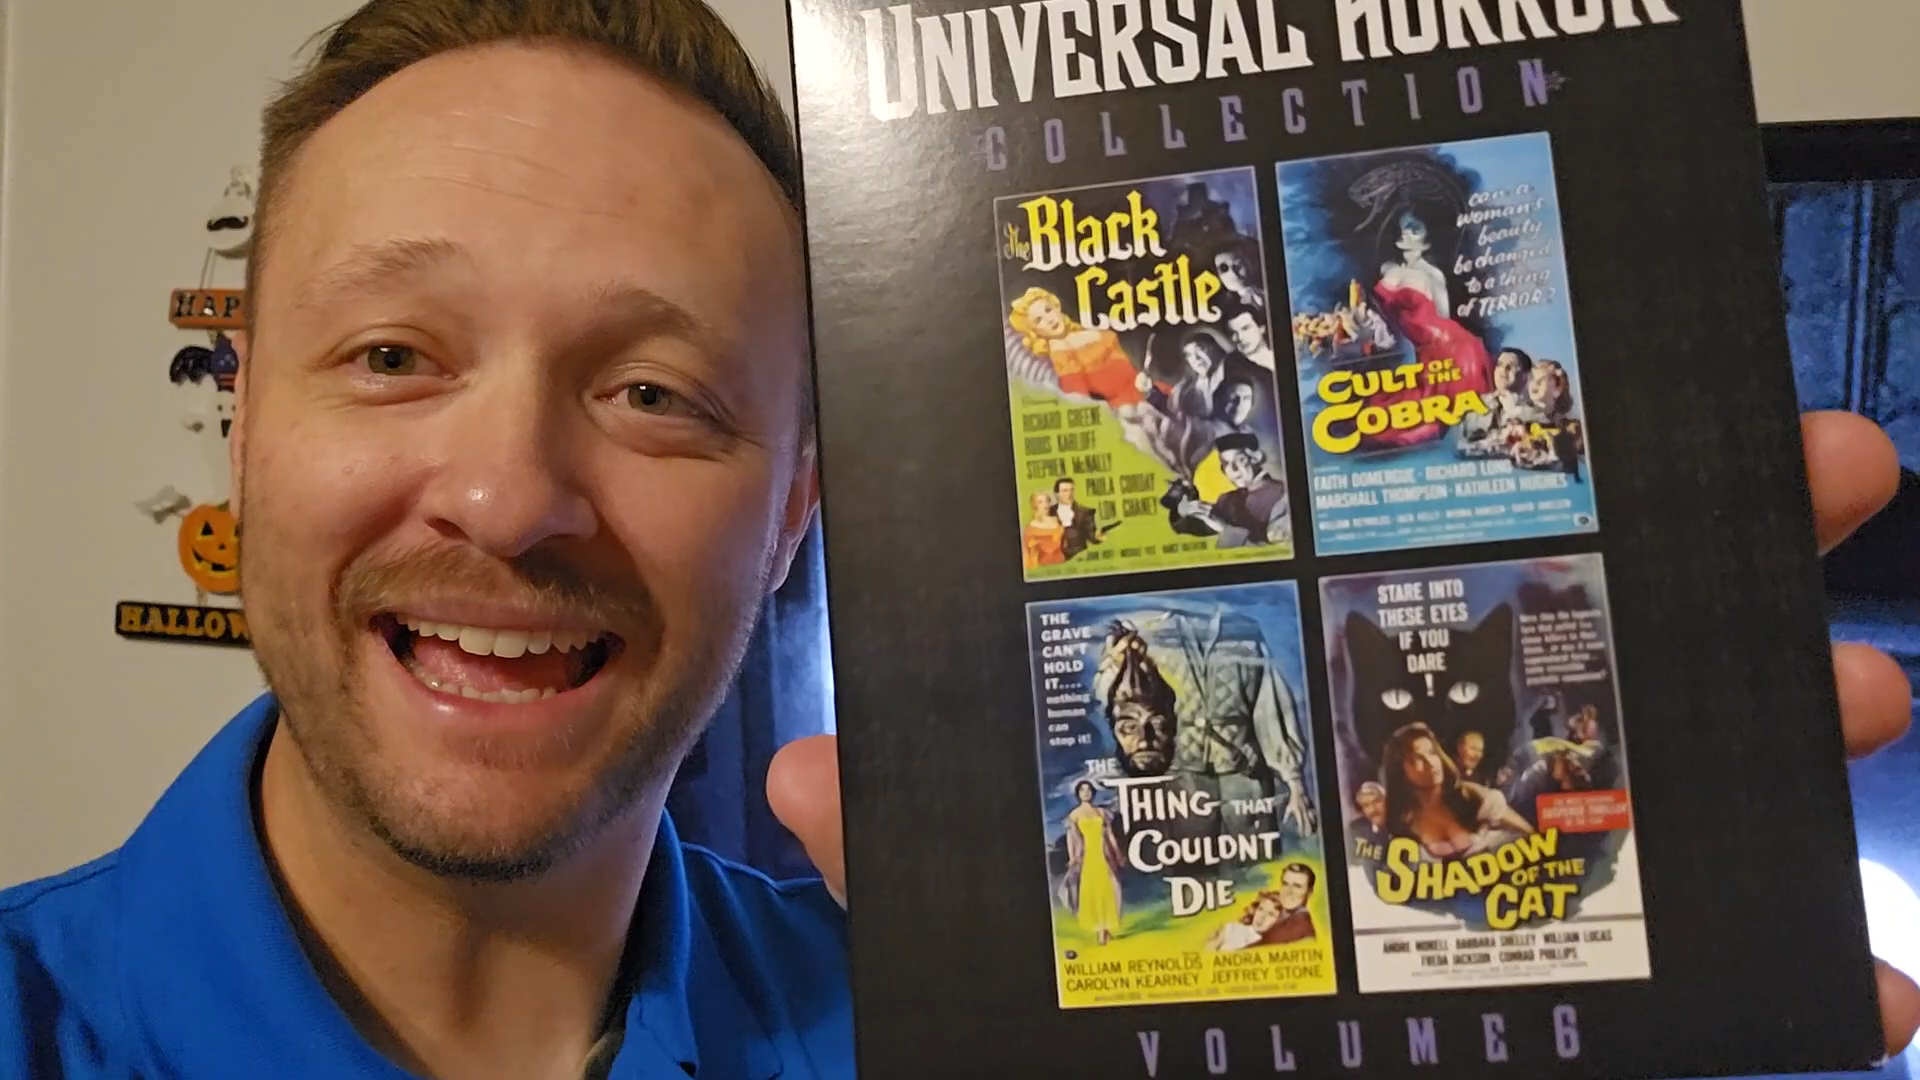 HAP
HALLOW
UNIVERSAL HORROR
COLLECTION
The Black
Castle
RICHARD GREENE
BORIS KARLOFF
STEPHEN McNALLY
PAULA CORDAY
LON CHANEY
can a
woman's
beauty
be changed
to a thing
of TERROR?
CULT OF THE
COBRA
FAITH DOMERGUE · RICHARD LONG
MARSHALL THOMPSON · KATHLEEN HUGHES
THE
GRAVE
CAN'T
HOLD
IT....
nothing
human
can
stop it!
THE
THING THAT
COULDN'T
DIE
WILLIAM REYNOLDS ANDRA MARTIN
CAROLYN KEARNEY JEFFREY STONE
STARE INTO
THESE EYES
IF YOU
DARE
!
SUSPENSE THRILLER
THE SHADOW
OF THE
CAT
ANDRE MORELL BARBARA SHELLEY WILLIAM LUCAS
FREDA JACKSON CONRAD PHILLIPS
VOLUME 6